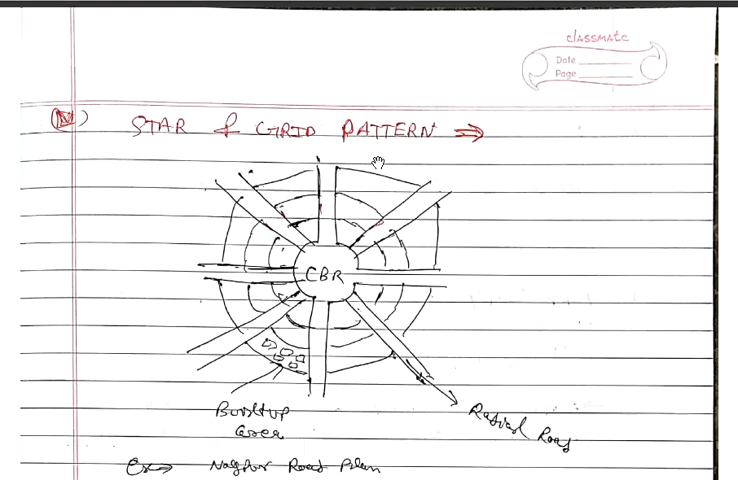 classmate
Date
Page
(IV)
STAR & GRID PATTERN ⇒
CBR
Builtup
area
Radial Road
Ex→ Nagpur Road Plan